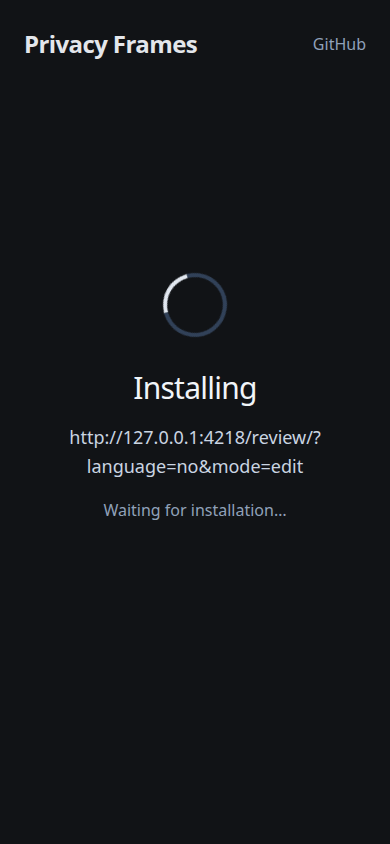 Privacy Frames
GitHub
Installing
http://127.0.0.1:4218/review/?
language=no&mode=edit
Waiting for installation...